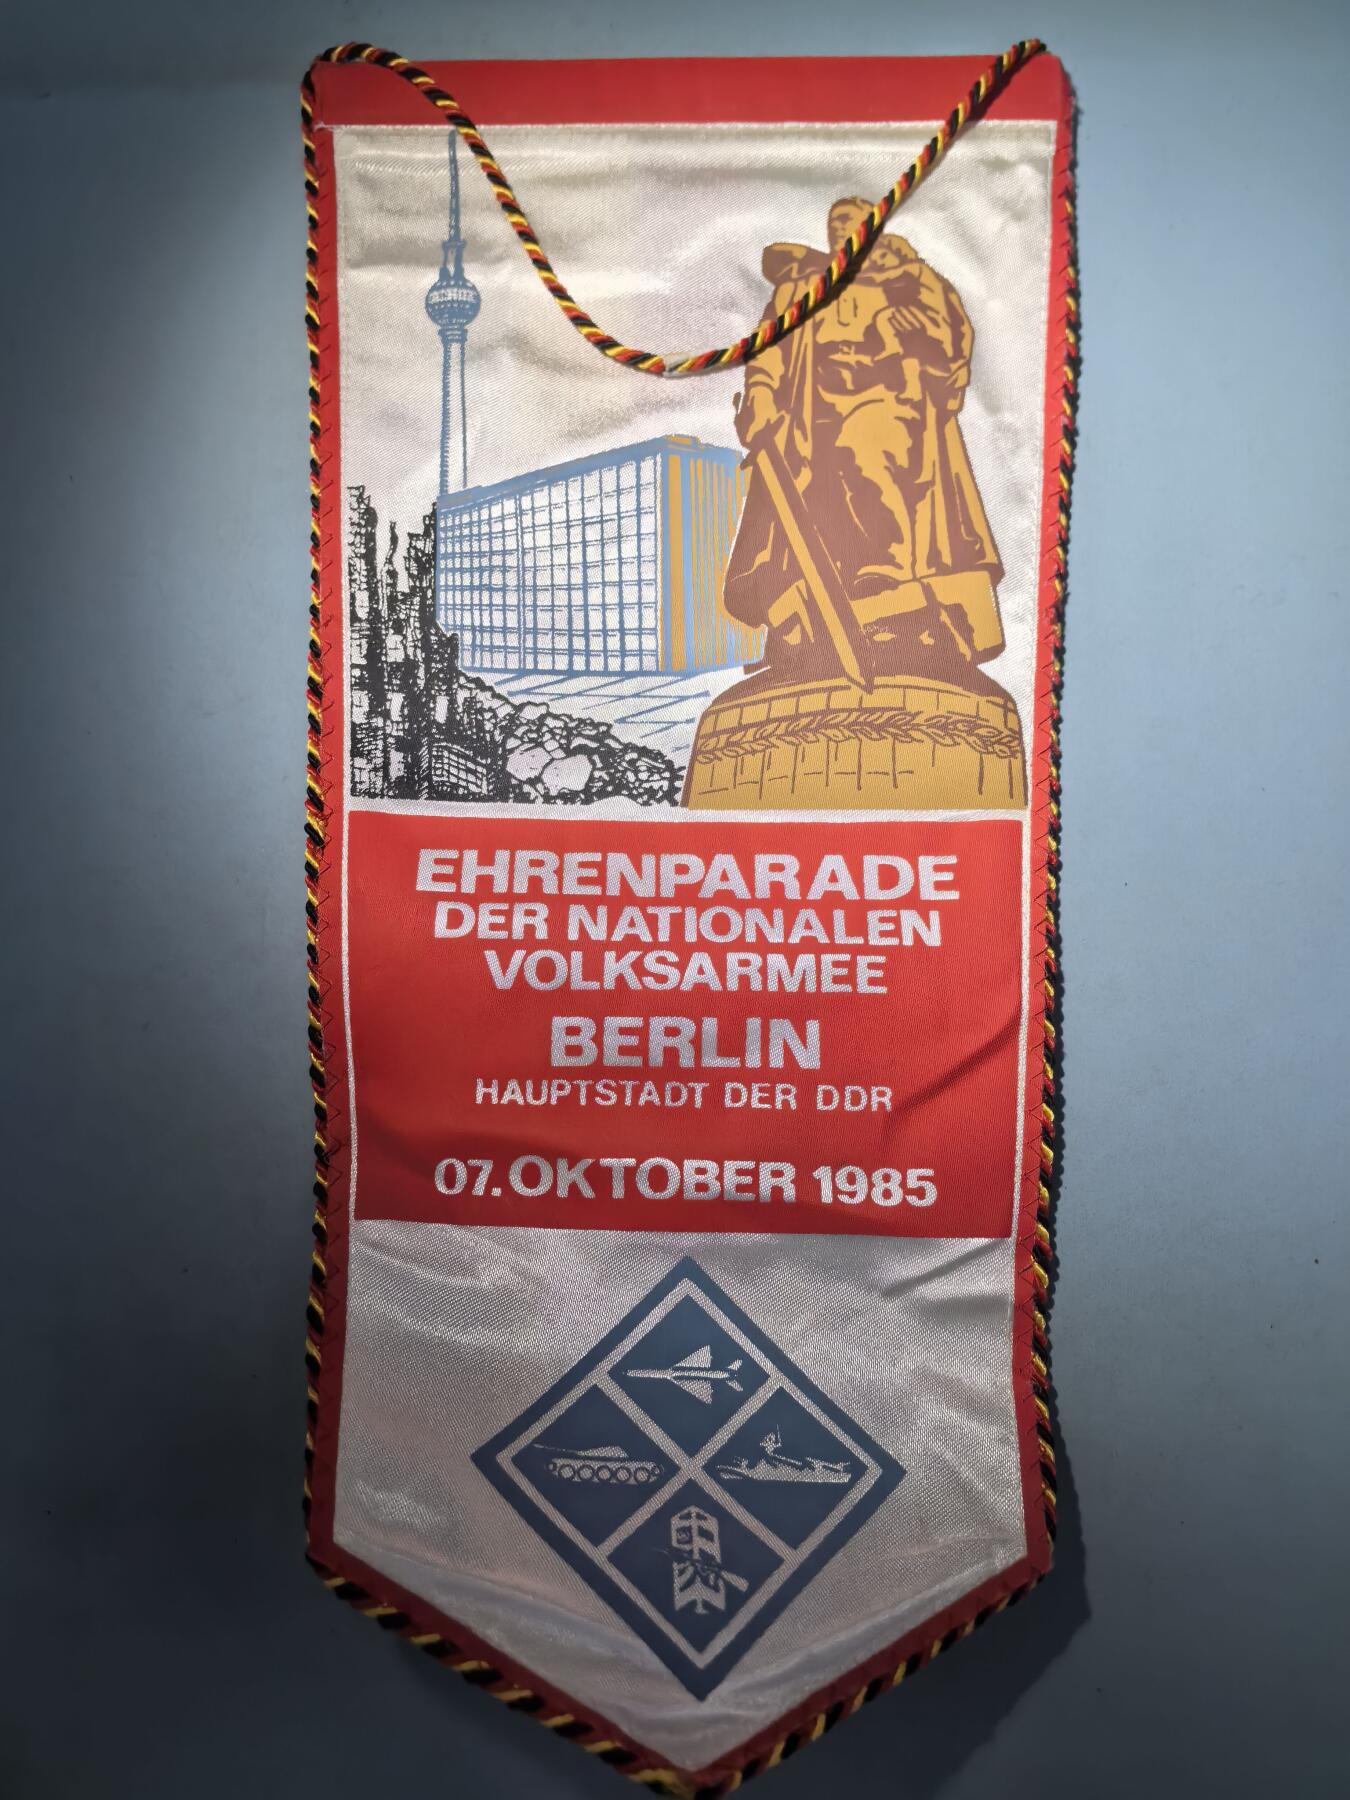 EHRENPARADE
DER NATIONALEN
VOLKSARMEE
BERLIN
HAUPTSTADT DER DDR
07. OKTOBER 1985